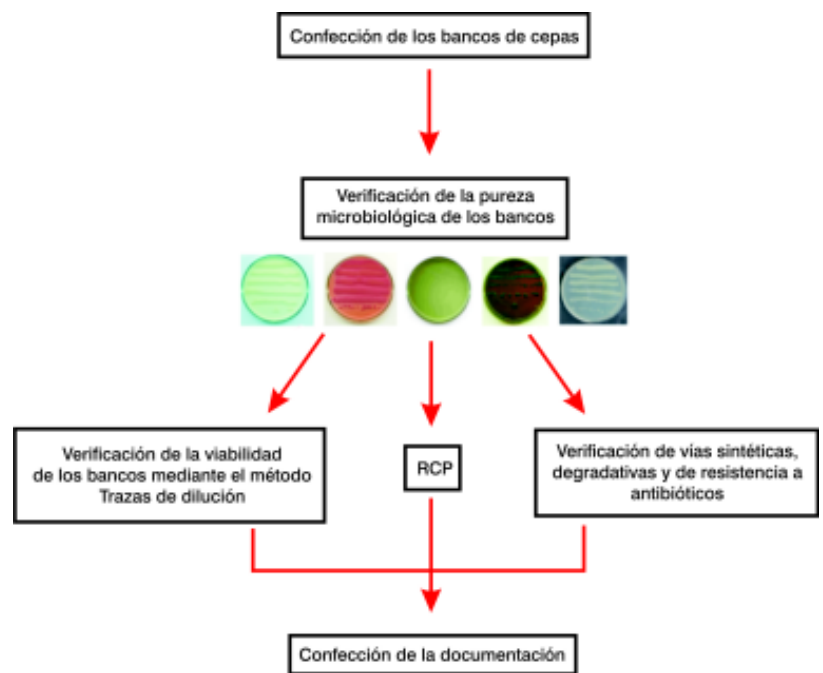 Confección de los bancos de cepas
Verificación de la pureza
microbiológica de los bancos
Verificación de la viabilidad
de los bancos mediante el método
Trazas de dilución
RCP
Verificación de vías sintéticas,
degradativas y de resistencia a
antibióticos
Confección de la documentación